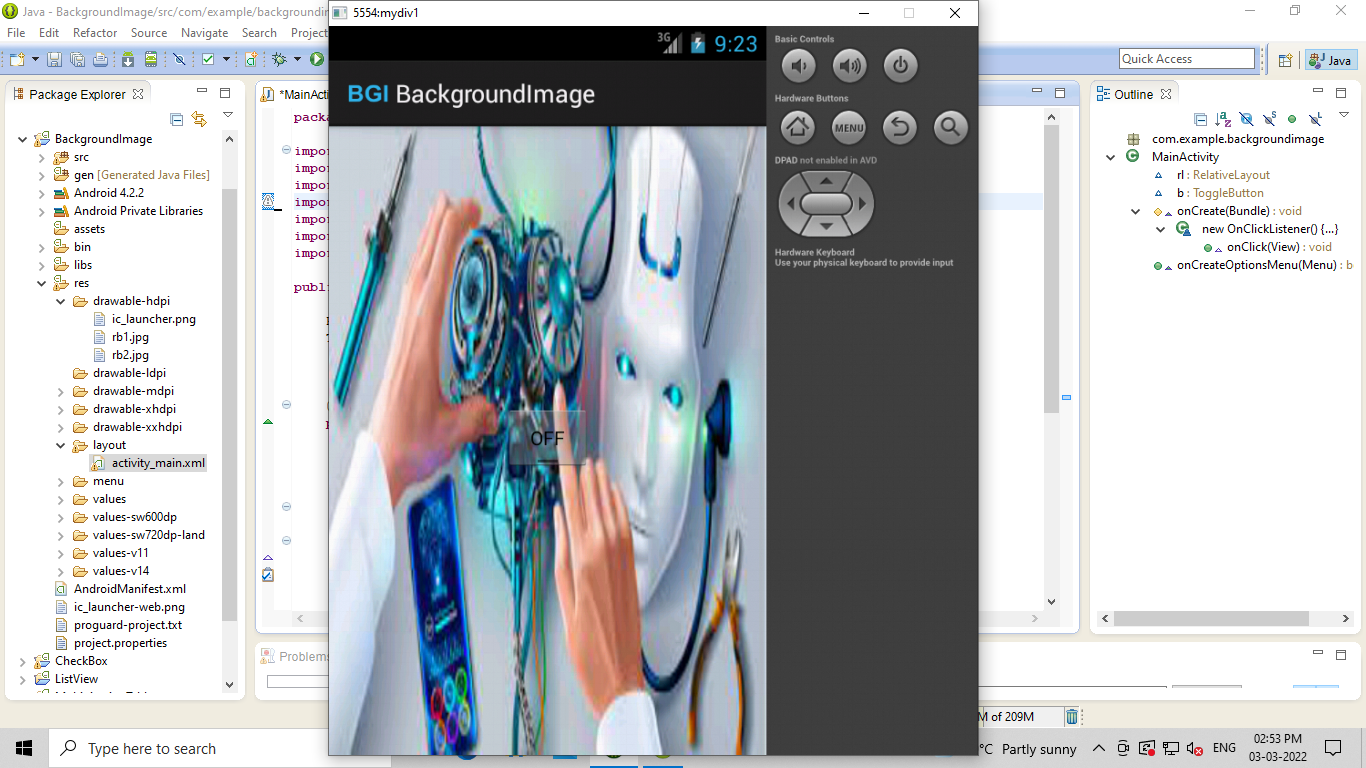 Java - BackgroundImage/src/com/example/backgroundi
5554:mydiv1
File Edit Refactor Source Navigate Search Project
Quick Access
Java
Package Explorer
BackgroundImage
src
gen [Generated Java Files]
Android 4.2.2
Android Private Libraries
assets
bin
libs
res
drawable-hdpi
ic_launcher.png
rb1.jpg
rb2.jpg
drawable-ldpi
drawable-mdpi
drawable-xhdpi
drawable-xxhdpi
layout
activity_main.xml
menu
values
values-sw600dp
values-sw720dp-land
values-v11
values-v14
AndroidManifest.xml
ic_launcher-web.png
proguard-project.txt
project.properties
CheckBox
ListView
*MainActi
packa
impor
impor
impor
impor
impor
impor
impor
publi
Problems
3G 9:23
BGI BackgroundImage
OFF
Basic Controls
Hardware Buttons
MENU
DPAD not enabled in AVD
Hardware Keyboard
Use your physical keyboard to provide input
Outline
com.example.backgroundimage
MainActivity
rl : RelativeLayout
b : ToggleButton
onCreate(Bundle) : void
new OnClickListener() {...}
onClick(View) : void
onCreateOptionsMenu(Menu) : b
M of 209M
Type here to search
°C Partly sunny
ENG
02:53 PM
03-03-2022